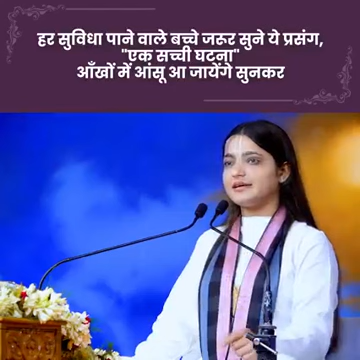 हर सुविधा पाने वाले बच्चे जरूर सुने ये प्रसंग,
"एक सच्ची घटना"
आँखों में आंसू आ जायेंगे सुनकर